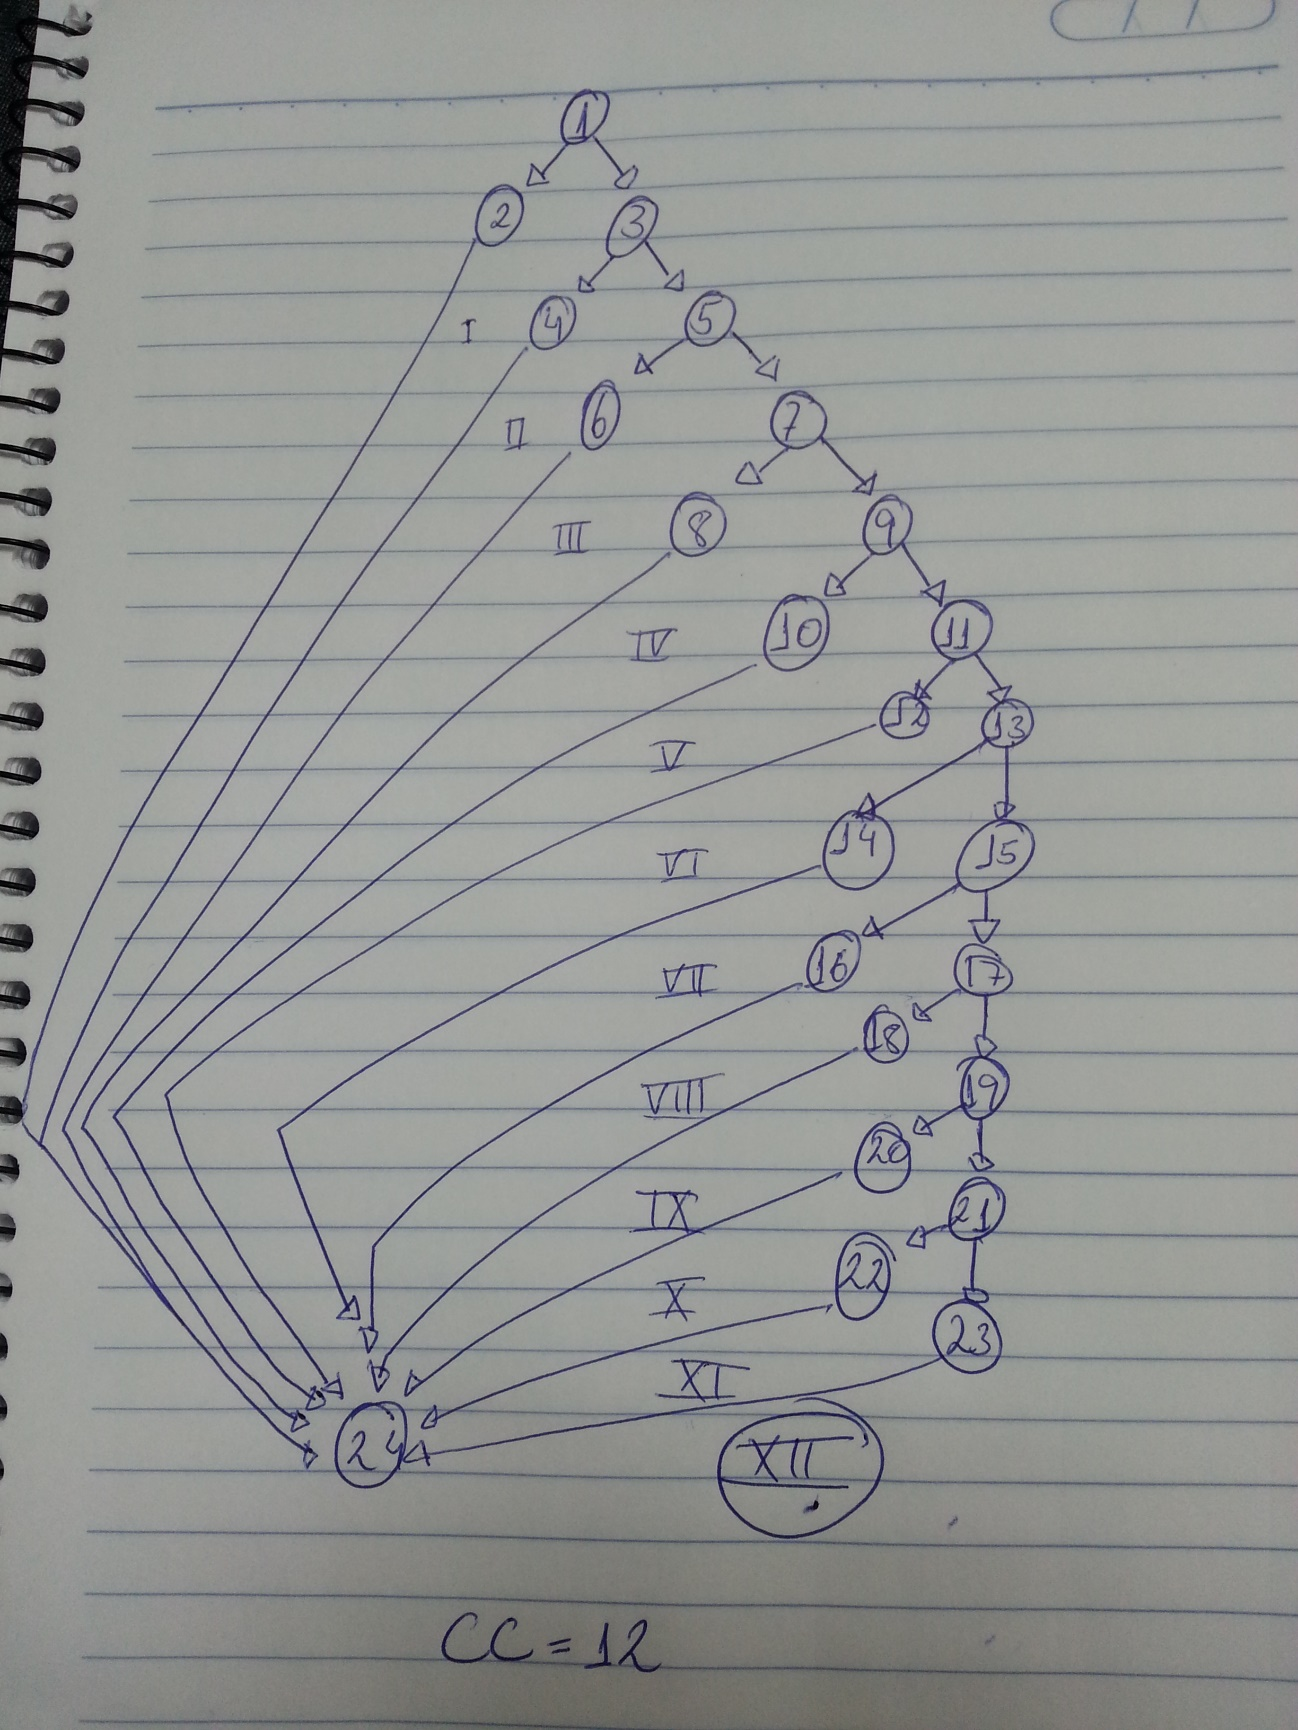 1
2 3
I 4 5
II 6 7
III 8 9
IV 10 11
12 13
V
VI 14 15
VII 16 17
18
VIII 19
20
IX 21
X 22
23
XI
24 XII
CC = 12